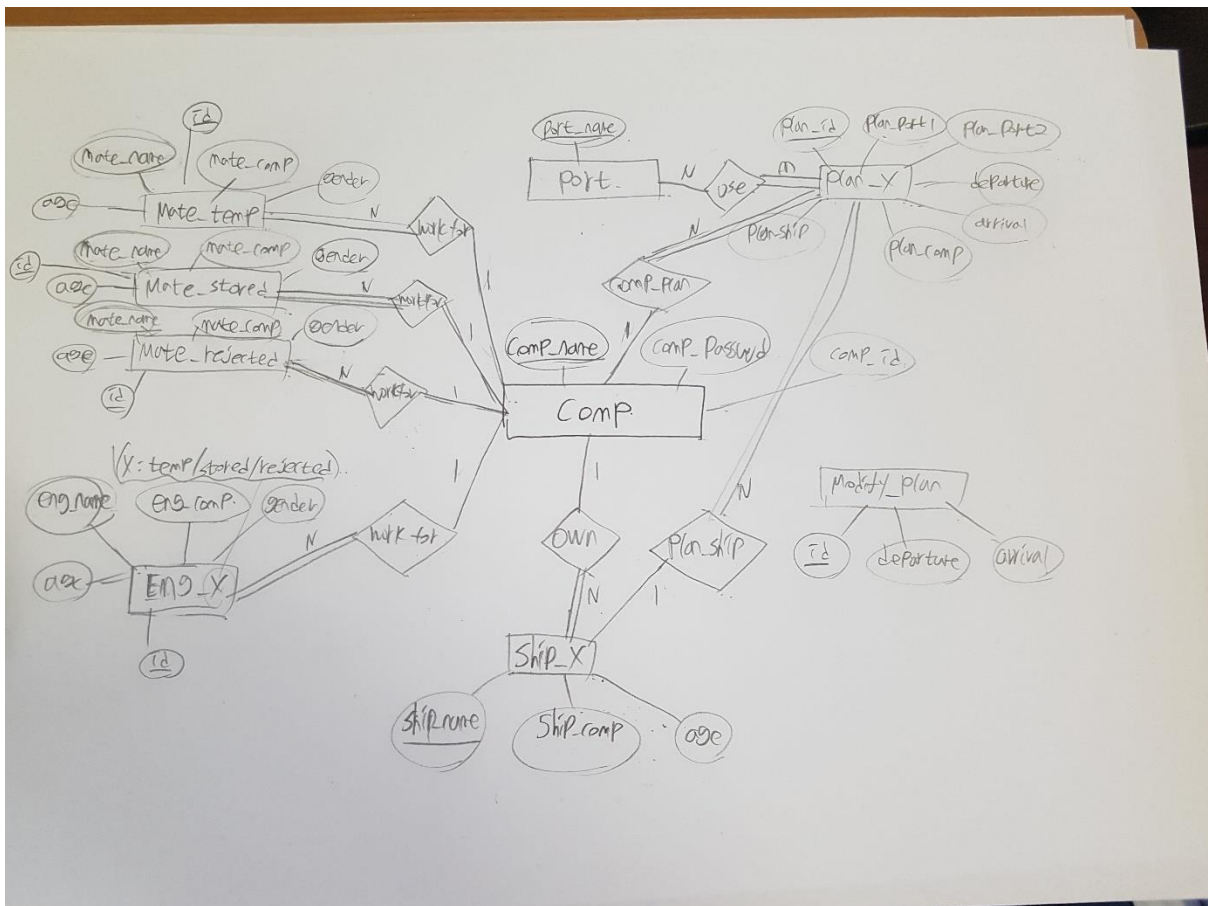 id
mate_name
mate_comp
gender
age
Mate_temp
N
work for
1
mate_name
mate_comp
gender
id
age
Mate_stored
N
work for
1
mate_name
mate_comp
gender
age
Mate_rejected
id
N
work for
1
(X: temp/stored/rejected)
eng_name
eng_comp.
gender
age
Eng_X
id
N
work for
1
Port_name
Port.
N
use
M
Plan_id
Plan_Port1
Plan_Port2
Plan_X
departure
arrival
Plan_comp
Plan_ship
N
Comp_Plan
1
Comp_name
comp_Passwd
comp_id
Comp.
1
own
N
N
Plan_ship
1
Ship_X
Ship_name
Ship_comp
age
Modify_plan
id
departure
arrival